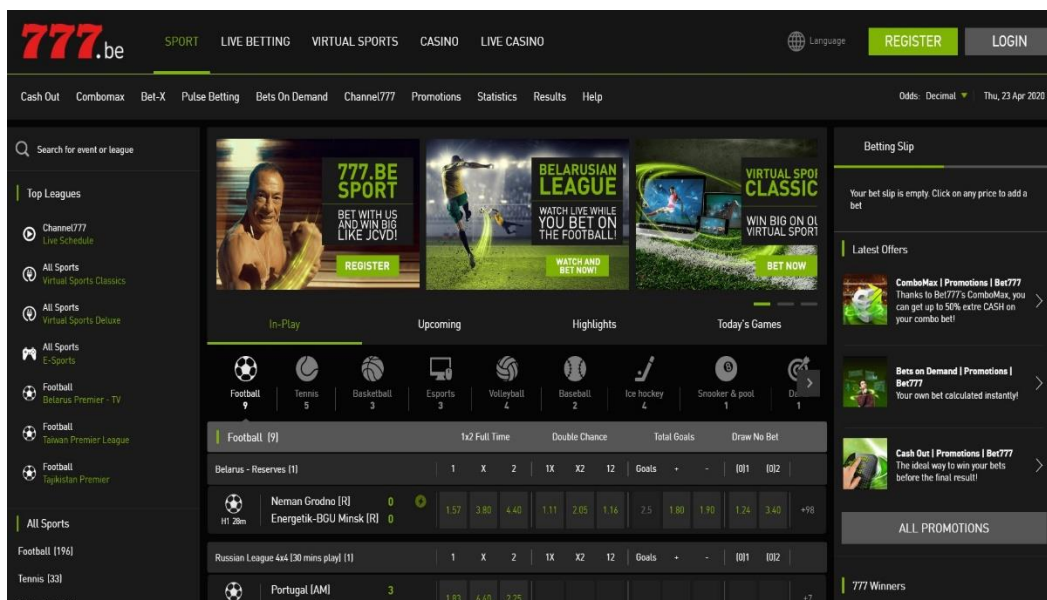 777.be
SPORT LIVE BETTING VIRTUAL SPORTS CASINO LIVE CASINO
Language
REGISTER
LOGIN
Cash Out Combomax Bet-X Pulse Betting Bets On Demand Channel777 Promotions Statistics Results Help
Odds: Decimal Thu, 23 Apr 2020
Search for event or league
Top Leagues
Channel777
Live Schedule
All Sports
Virtual Sports Classics
All Sports
Virtual Sports Deluxe
All Sports
E-Sports
Football
Belarus Premier - TV
Football
Taiwan Premier League
Football
Tajikistan Premier
All Sports
Football (196)
Tennis (33)
777.BE
SPORT
BET WITH US
AND WIN BIG
LIKE JCVD!
REGISTER
BELARUSIAN
LEAGUE
WATCH LIVE WHILE
YOU BET ON
THE FOOTBALL!
WATCH AND
BET NOW!
VIRTUAL SPO
CLASSIC
WIN BIG ON
VIRTUAL SPORT
BET NOW
In-Play Upcoming Highlights Today's Games
Football Tennis Basketball Esports Volleyball Baseball Ice hockey Snooker & pool
9 5 3 3 4 2 4 1 1
Football (9) 1x2 Full Time Double Chance Total Goals Draw No Bet
Belarus - Reserves (1) 1 X 2 1X X2 12 Goals + - (0)1 (0)2
Neman Grodno (R) 0
Energetik-BGU Minsk (R) 0
H1 28m
1.57 3.80 4.40 1.11 2.05 1.16 2.5 1.80 1.90 1.24 3.40 +98
Russian League 4x4 (30 mins play) (1) 1 X 2 1X X2 12 Goals + - (0)1 (0)2
Portugal (AM) 3
1.83 4.40 2.25 +7
Betting Slip
Your bet slip is empty. Click on any price to add a
bet
Latest Offers
ComboMax | Promotions | Bet777
Thanks to Bet777's ComboMax, you
can get up to 50% extre CASH on
your combo bet!
Bets on Demand | Promotions |
Bet777
Your own bet calculated instantly!
Cash Out | Promotions | Bet777
The ideal way to win your bets
before the final result!
ALL PROMOTIONS
777 Winners